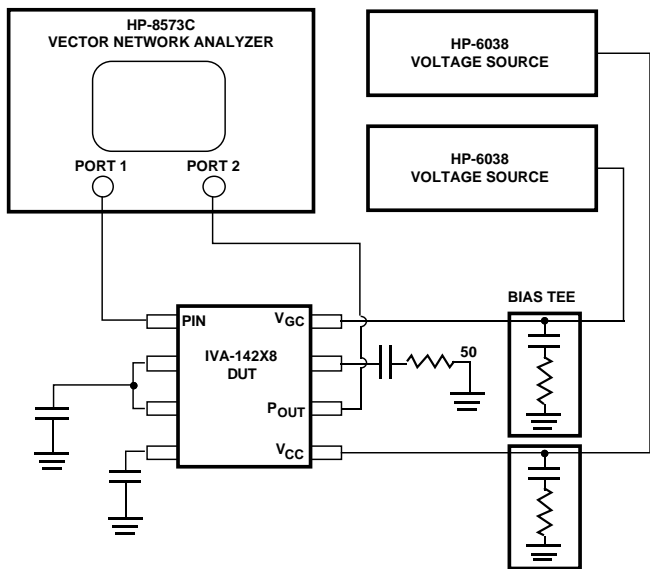 HP-8573C
VECTOR NETWORK ANALYZER
PORT 1
PORT 2
HP-6038
VOLTAGE SOURCE
HP-6038
VOLTAGE SOURCE
BIAS TEE
PIN
VGC
IVA-142X8
DUT
50
POUT
VCC